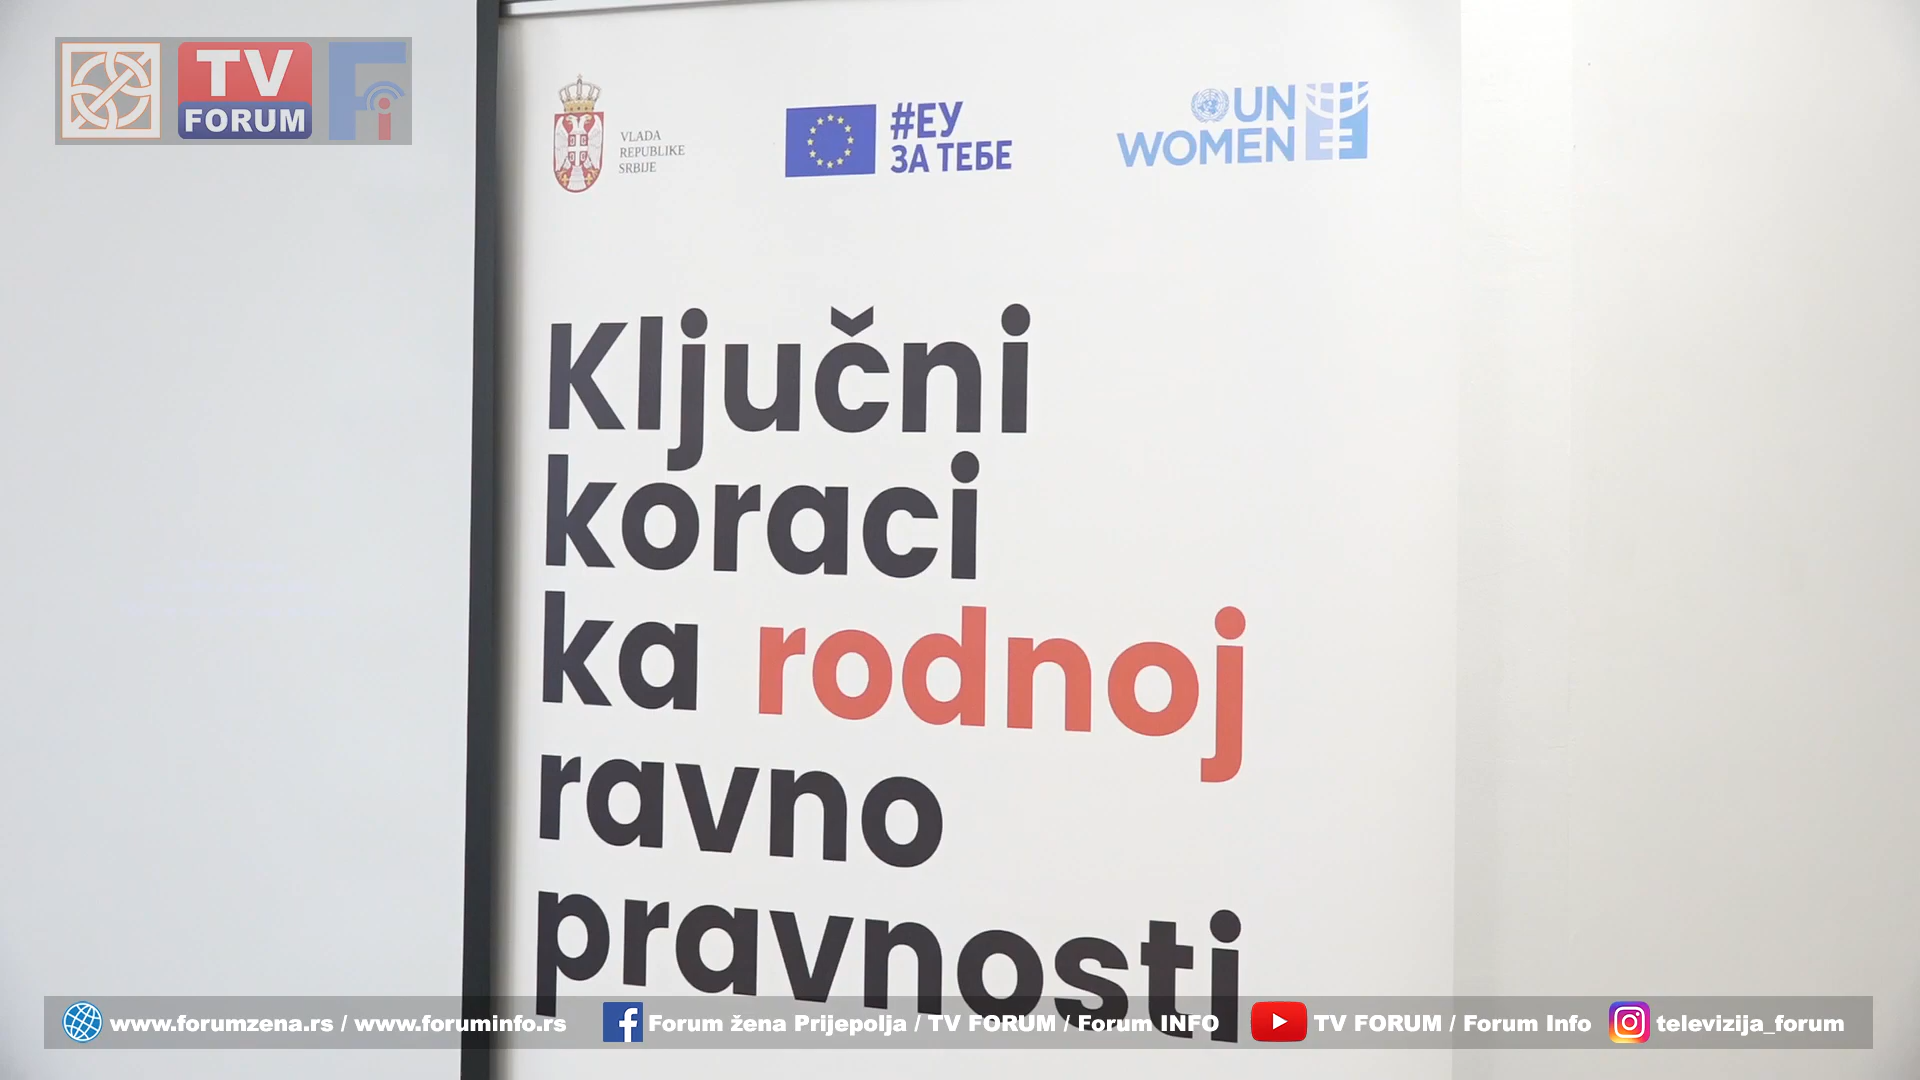 TV
FORUM
Fi
VLADA
REPUBLIKE
SRBIJE
#ЕУ
ЗА ТЕБЕ
UN
WOMEN
Ključni
koraci
ka rodnoj
ravno
pravnosti
www.forumzena.rs / www.foruminfo.rs
Forum žena Prijepolja / TV FORUM / Forum INFO
TV FORUM / Forum Info
televizija_forum